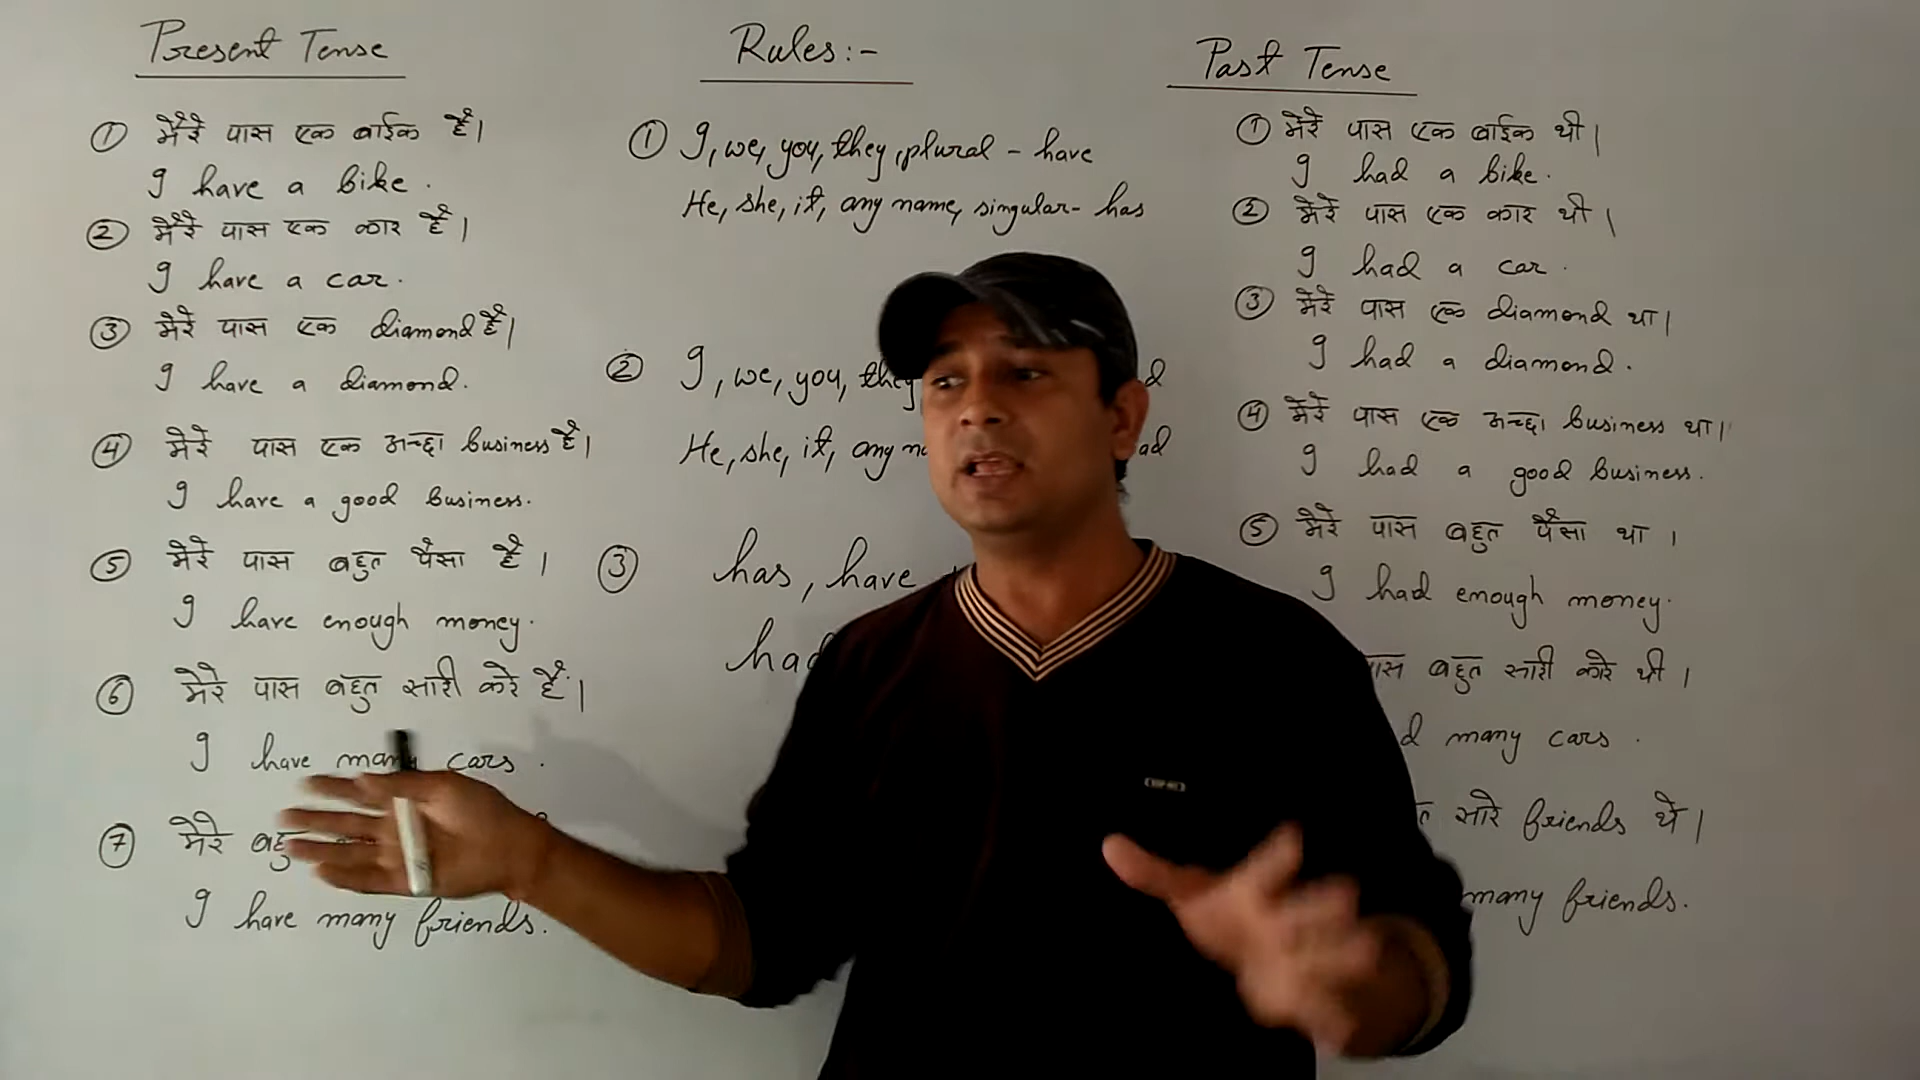 Present Tense
① मेरे पास एक बाईक है।
I have a bike.
② मेरे पास एक कार है।
I have a car.
③ मेरे पास एक diamond है।
I have a diamond.
④ मेरे पास एक अच्छा business है।
I have a good business.
⑤ मेरे पास बहुत पैसा है।
I have enough money.
⑥ मेरे पास बहुत सारी कारे हैं।
I have many cars.
⑦ मेरे
I have many friends.
Rules:-
① I, we, you, they, plural - have
He, she, it, any name, singular - has
② I, we, you, they
He, she, it, any
③ has, have
had
Past Tense
① मेरे पास एक बाईक थी।
I had a bike.
② मेरे पास एक कार थी।
I had a car.
③ मेरे पास एक diamond था।
I had a diamond.
④ मेरे पास एक अच्छा business था।
I had a good business.
⑤ मेरे पास बहुत पैसा था।
I had enough money.
बहुत सारी कारे थी।
many cars.
सारे friends थे।
many friends.